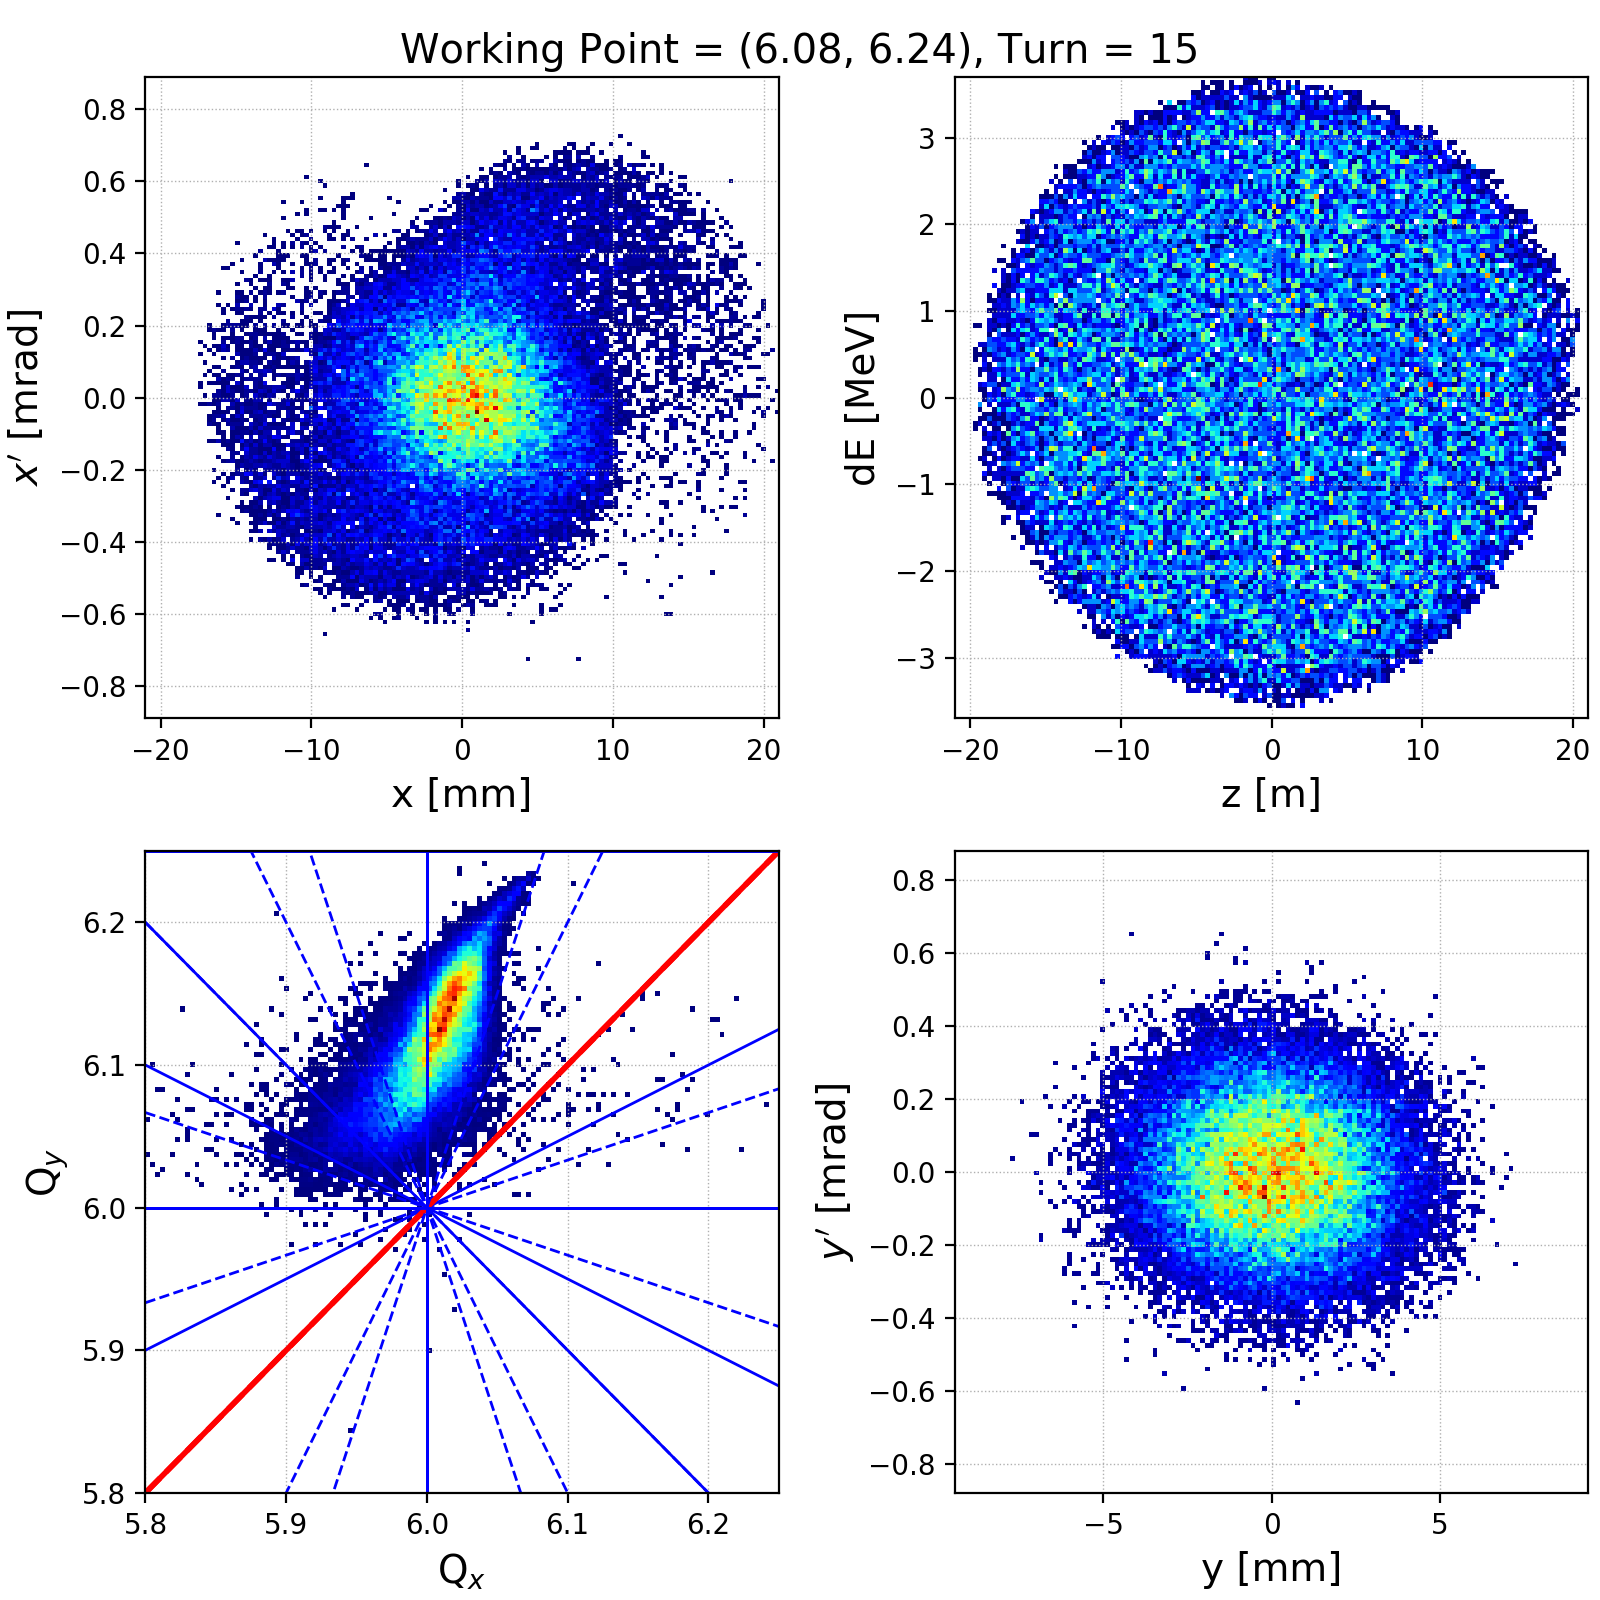 Working Point = (6.08, 6.24), Turn = 15
0.8
0.6
0.4
0.2
0.0
−0.2
−0.4
−0.6
−0.8
x′ [mrad]
−20 −10 0 10 20
x [mm]
3
2
1
0
−1
−2
−3
dE [MeV]
−20 −10 0 10 20
z [m]
6.2
6.1
6.0
5.9
5.8
Qy
5.8 5.9 6.0 6.1 6.2
Qx
0.8
0.6
0.4
0.2
0.0
−0.2
−0.4
−0.6
−0.8
y′ [mrad]
−5 0 5
y [mm]